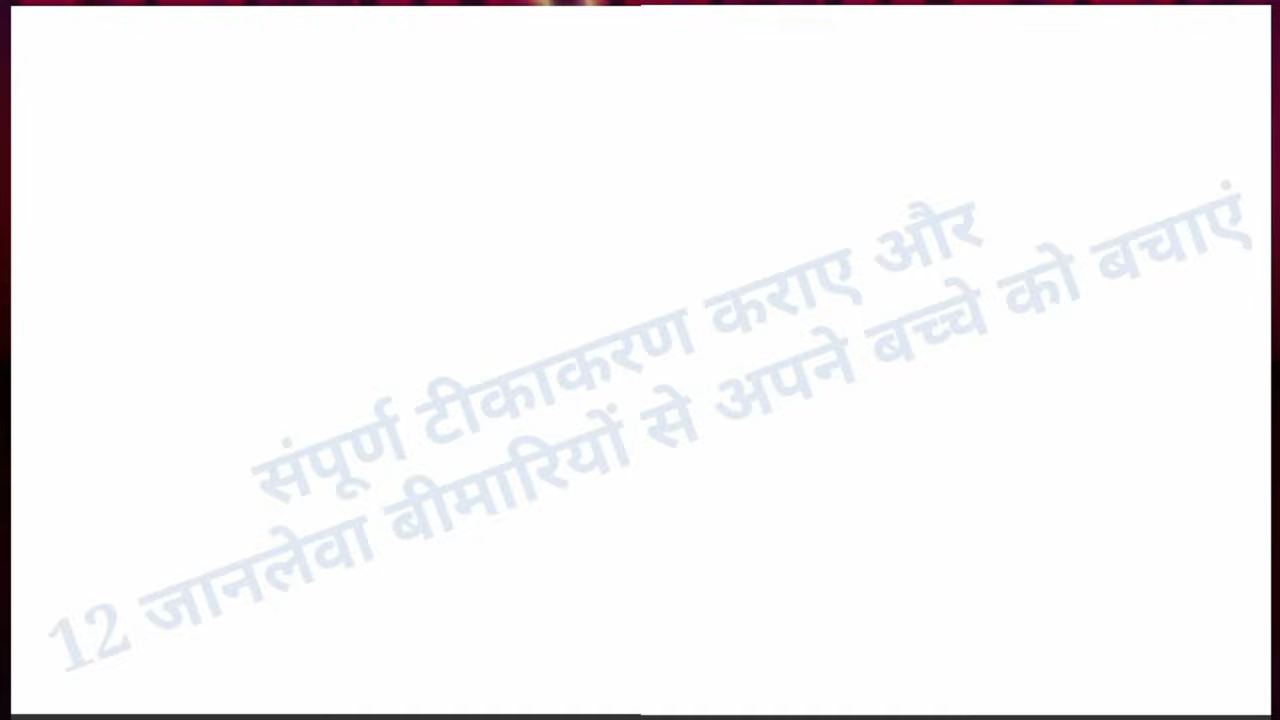 संपूर्ण टीकाकरण कराए और
12 जानलेवा बीमारियों से अपने बच्चे को बचाएं